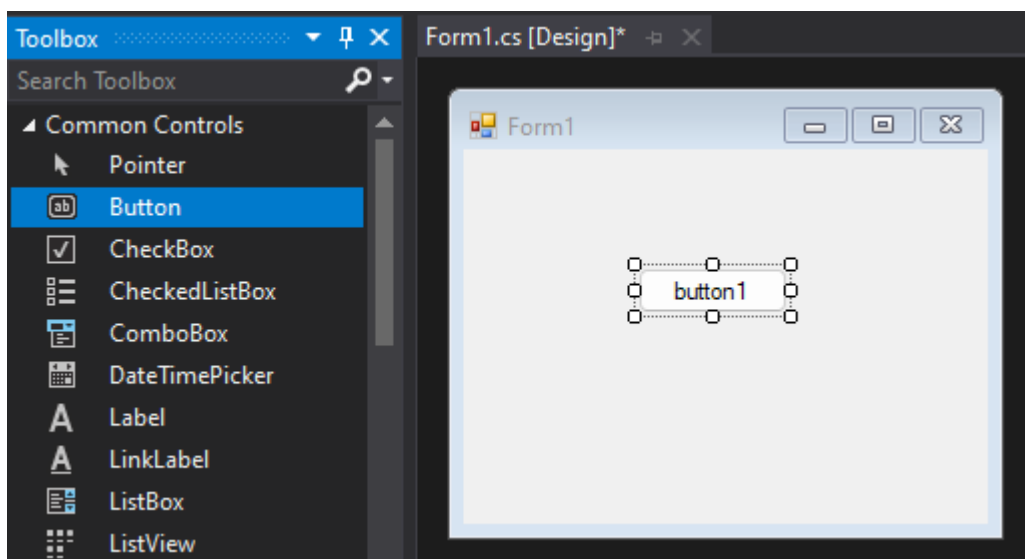 Toolbox
Search Toolbox
Common Controls
Pointer
Button
CheckBox
CheckedListBox
ComboBox
DateTimePicker
Label
LinkLabel
ListBox
ListView
Form1.cs [Design]*
Form1
button1